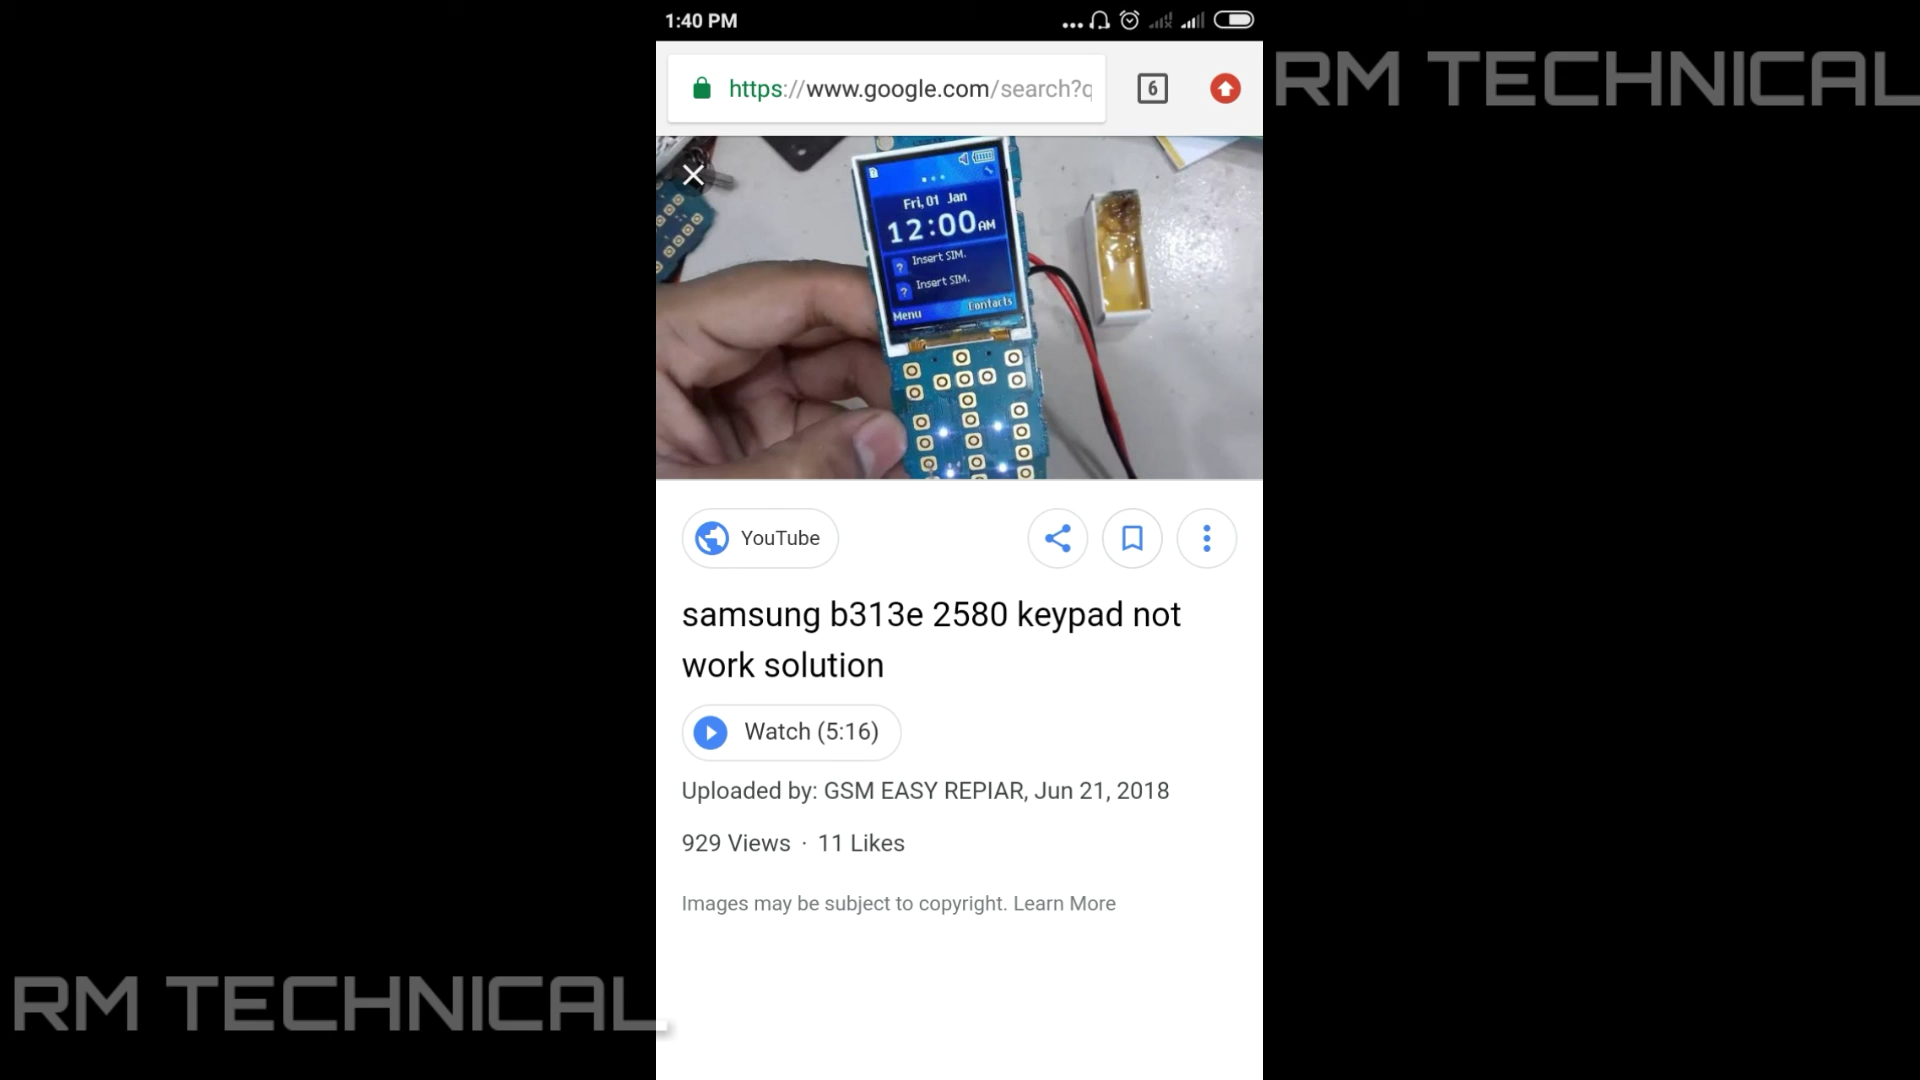 1:40 PM
RM TECHNICAL
https://www.google.com/search?q
6
Fri, 01 Jan
12:00 AM
? Insert SIM.
? Insert SIM.
Menu
Contacts
YouTube
samsung b313e 2580 keypad not
work solution
Watch (5:16)
Uploaded by: GSM EASY REPIAR, Jun 21, 2018
929 Views · 11 Likes
Images may be subject to copyright. Learn More
RM TECHNICAL